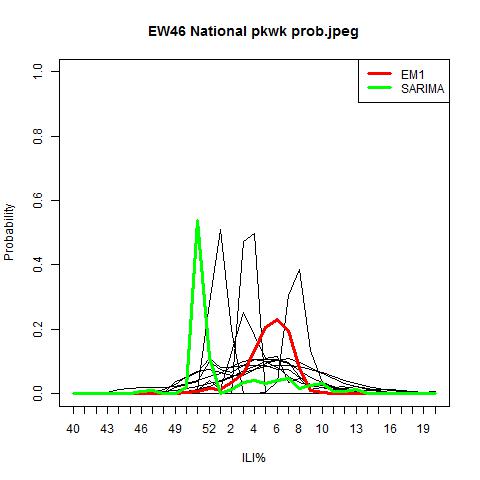 EW46 National pkwk prob.jpeg
EM1
SARIMA
Probability
1.0
0.8
0.6
0.4
0.2
0.0
40 43 46 49 52 2 4 6 8 10 13 16 19
ILI%